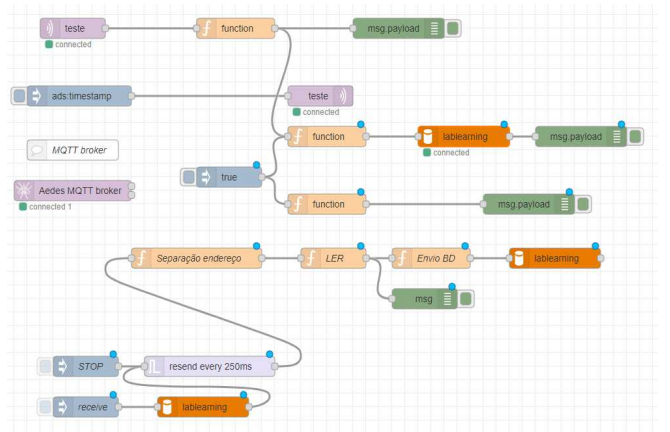 teste
function
msg.payload
connected
ads:timestamp
teste
connected
function
lablearning
msg.payload
connected
MQTT broker
true
Aedes MQTT broker
connected 1
function
msg.payload
Separação endereço
LER
Envio BD
lablearning
msg
STOP
resend every 250ms
receive
lablearning